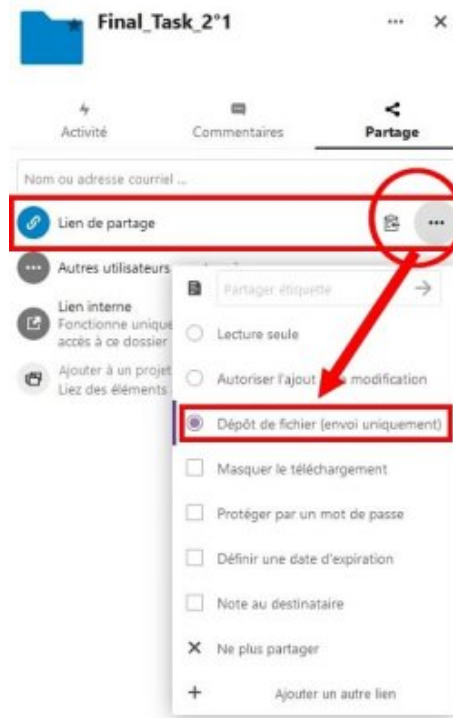 Final_Task_2°1
Activité
Commentaires
Partage
Nom ou adresse courriel ...
Lien de partage
Autres utilisateurs
Lien interne
Fonctionne unique
accès à ce dossier
Ajouter à un projet
Liez des éléments
Partager étiquette
Lecture seule
Autoriser l'ajout modification
Dépôt de fichier (envoi uniquement)
Masquer le téléchargement
Protéger par un mot de passe
Définir une date d'expiration
Note au destinataire
Ne plus partager
Ajouter un autre lien